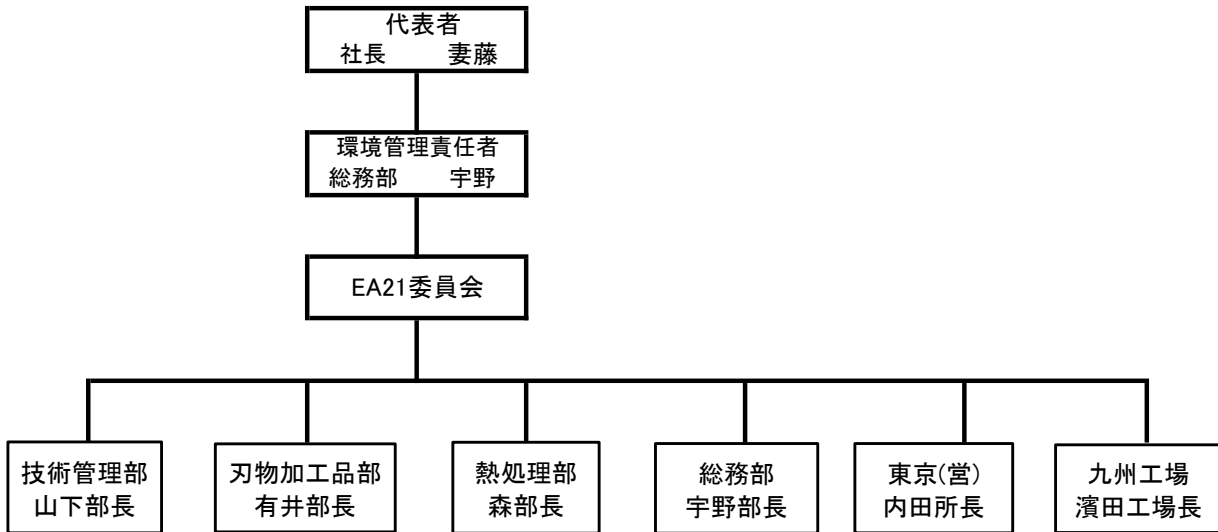 代表者
社長 妻藤
環境管理責任者
総務部 宇野
EA21委員会
技術管理部
山下部長
刃物加工品部
有井部長
熱処理部
森部長
総務部
宇野部長
東京(営)
内田所長
九州工場
濱田工場長